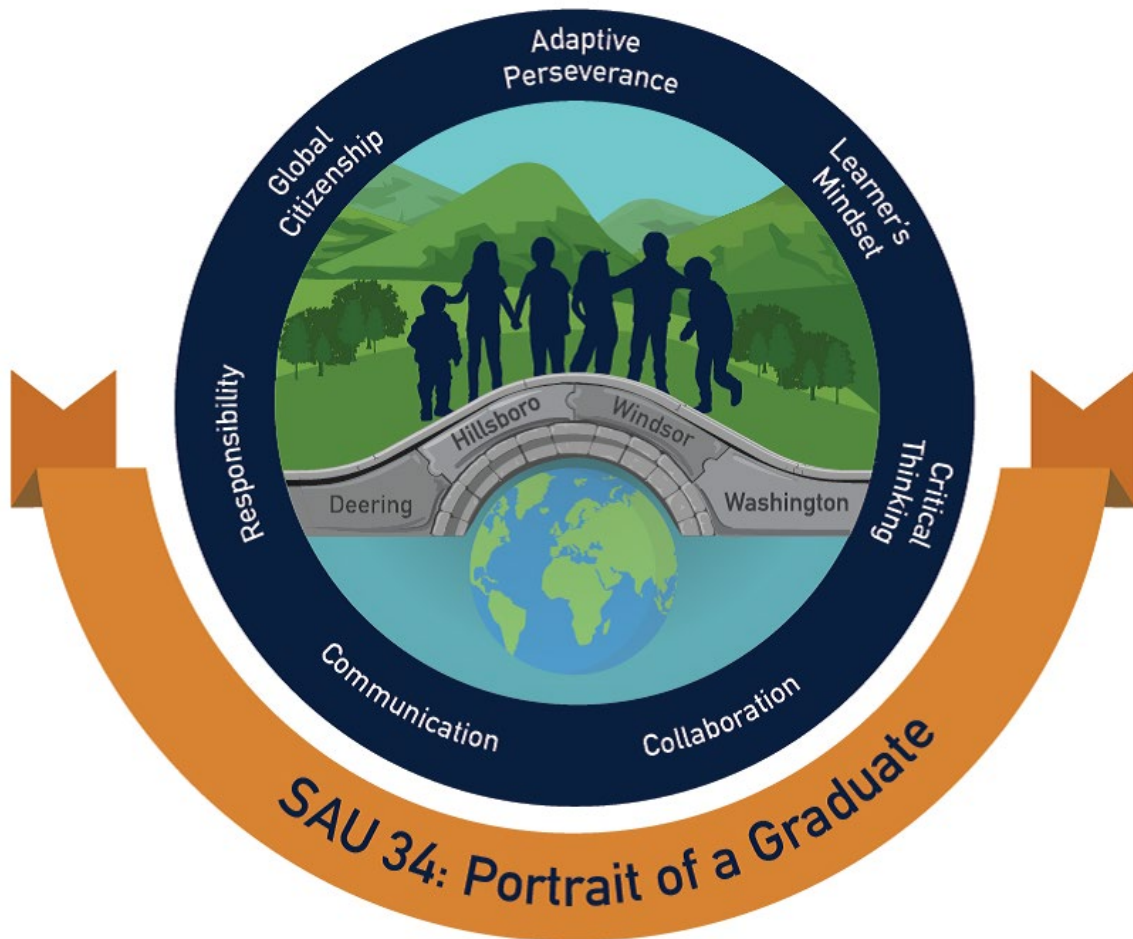 Adaptive
Perseverance
Learner's
Mindset
Critical
Thinking
Collaboration
Communication
Responsibility
Global
Citizenship
Hillsboro
Windsor
Deering
Washington
SAU 34: Portrait of a Graduate